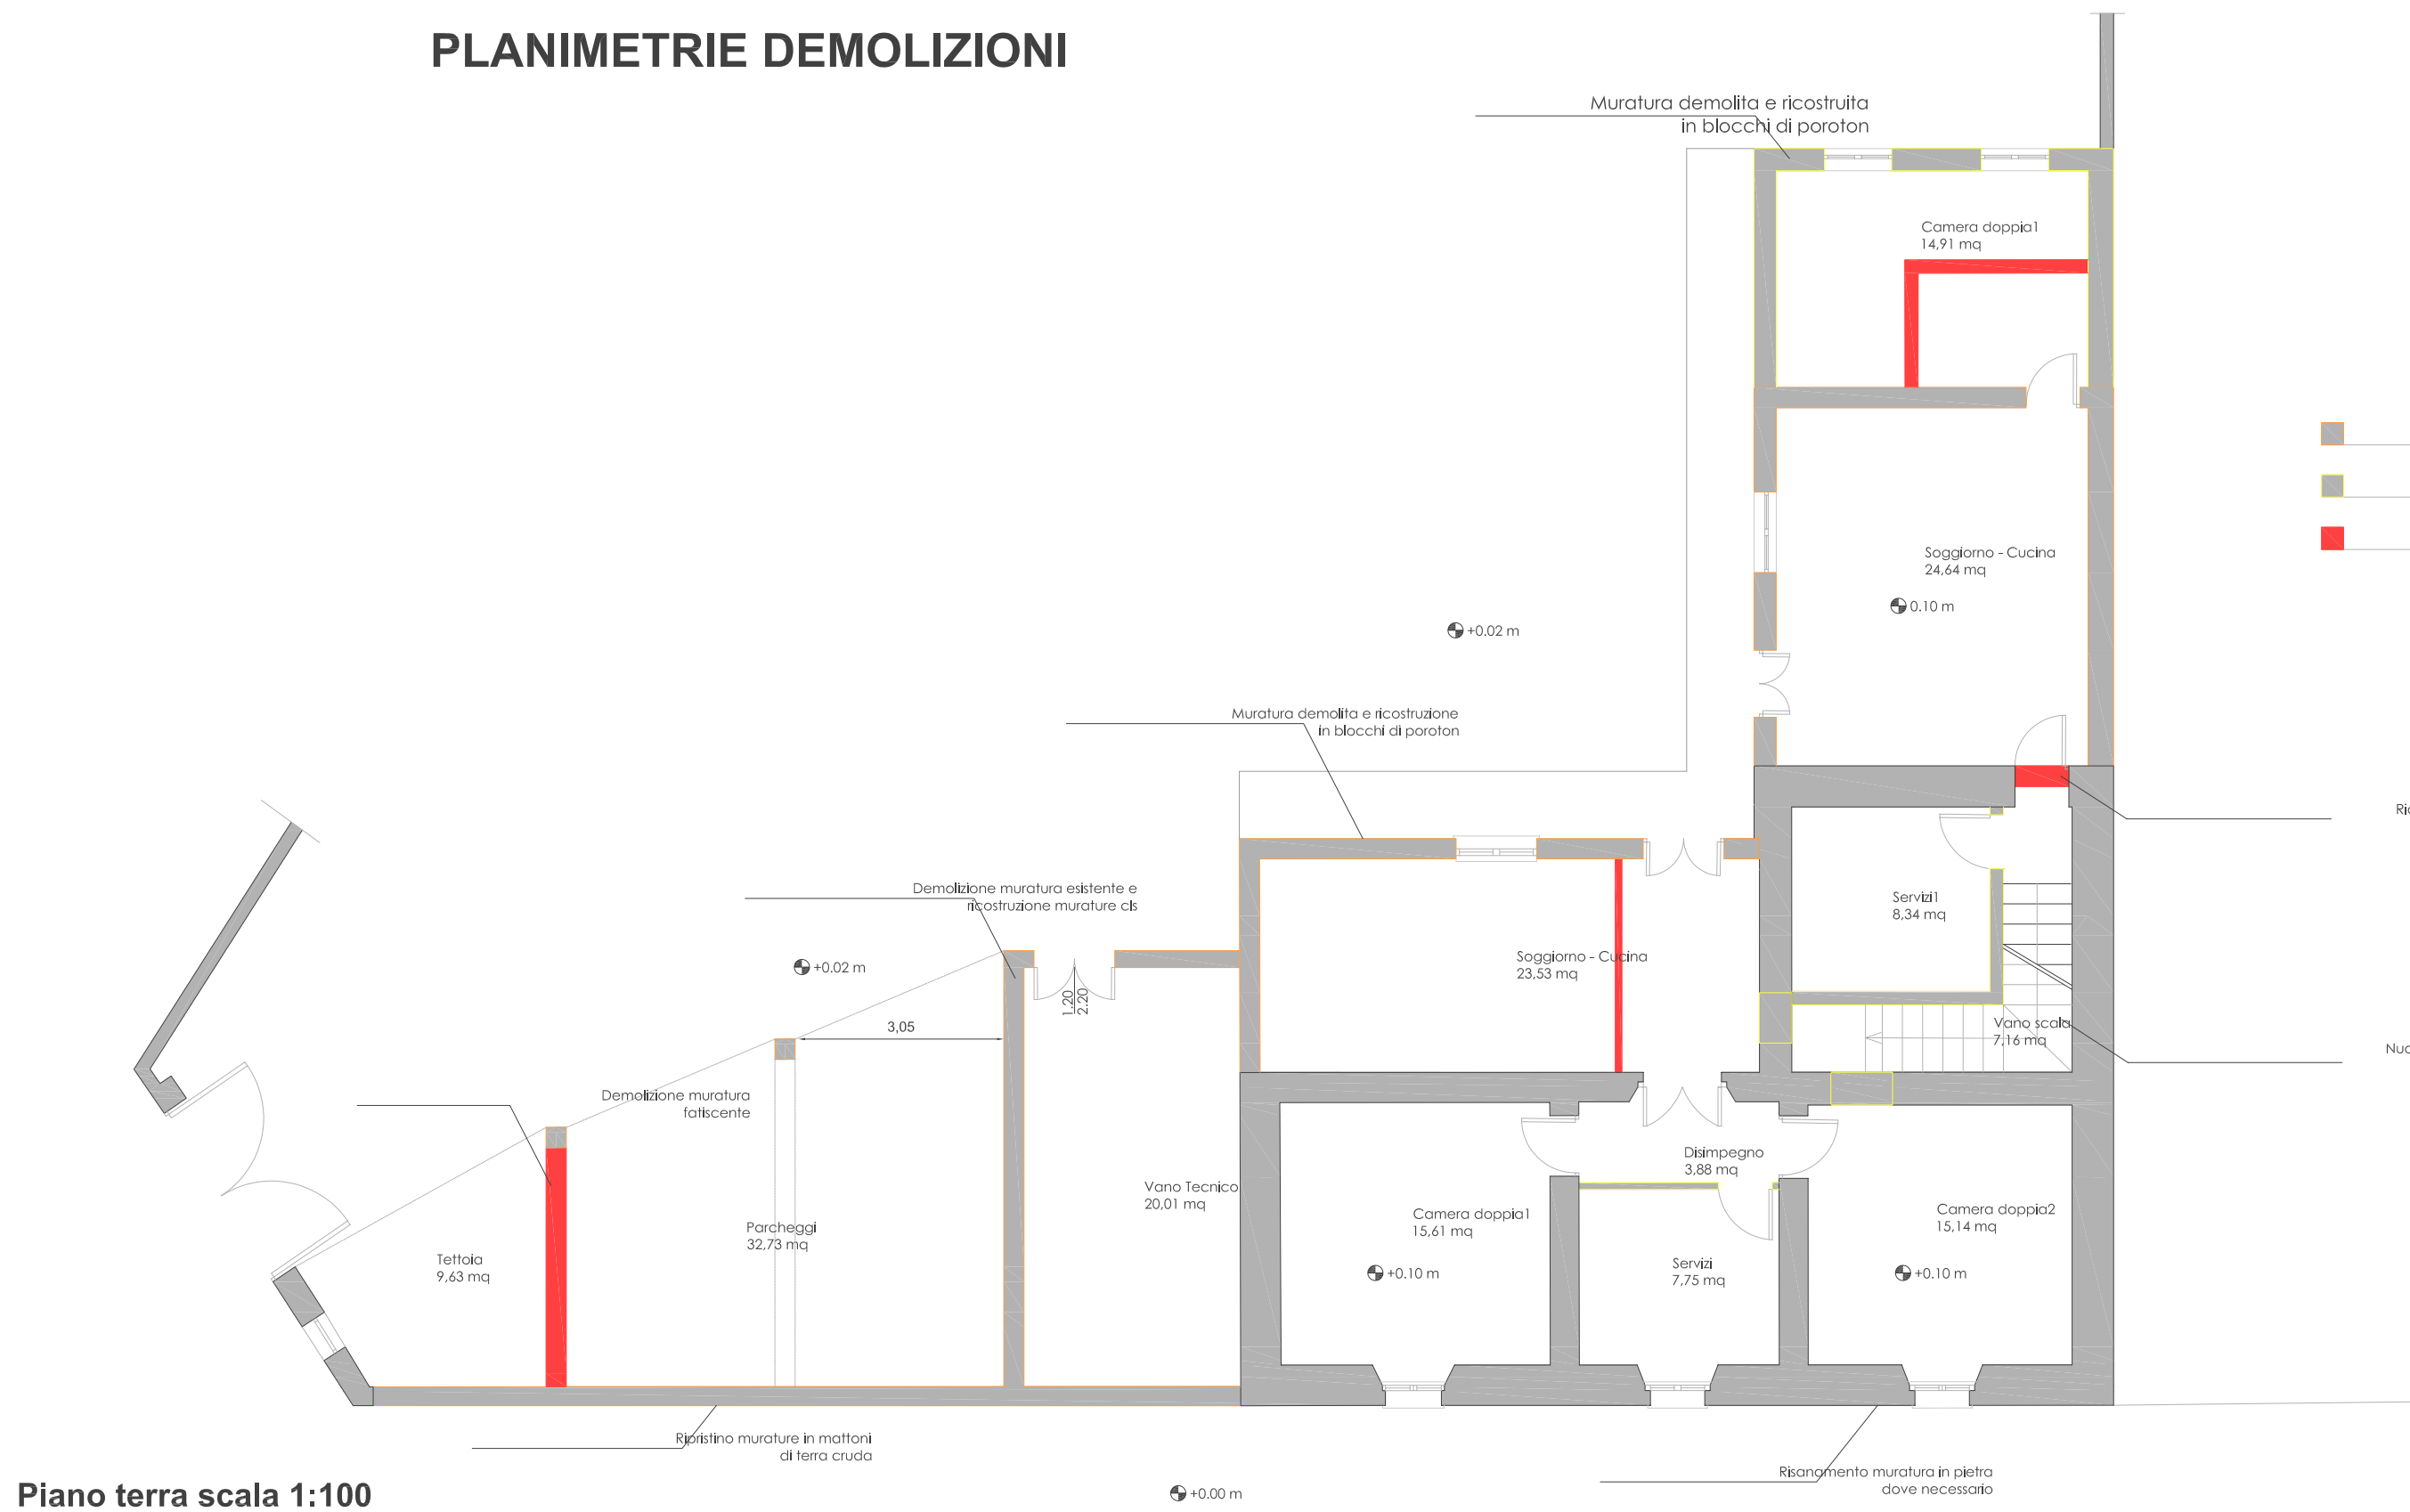 PLANIMETRIE DEMOLIZIONI
Muratura demolita e ricostruita
in blocchi di poroton
Camera doppia1
14,91 mq
Soggiorno - Cucina
24,64 mq
0.10 m
+0.02 m
Muratura demolita e ricostruzione
in blocchi di poroton
Demolizione muratura esistente e
ricostruzione murature cls
Servizi1
8,34 mq
Soggiorno - Cucina
23,53 mq
+0.02 m
1.20
2.20
3,05
Vano scala
7,16 mq
Demolizione muratura
fatiscente
Disimpegno
3,88 mq
Vano Tecnico
20,01 mq
Camera doppia1
15,61 mq
Camera doppia2
15,14 mq
Parcheggi
32,73 mq
Tettoia
9,63 mq
Servizi
7,75 mq
+0.10 m
+0.10 m
Ripristino murature in mattoni
di terra cruda
Risanamento muratura in pietra
dove necessario
+0.00 m
Piano terra scala 1:100